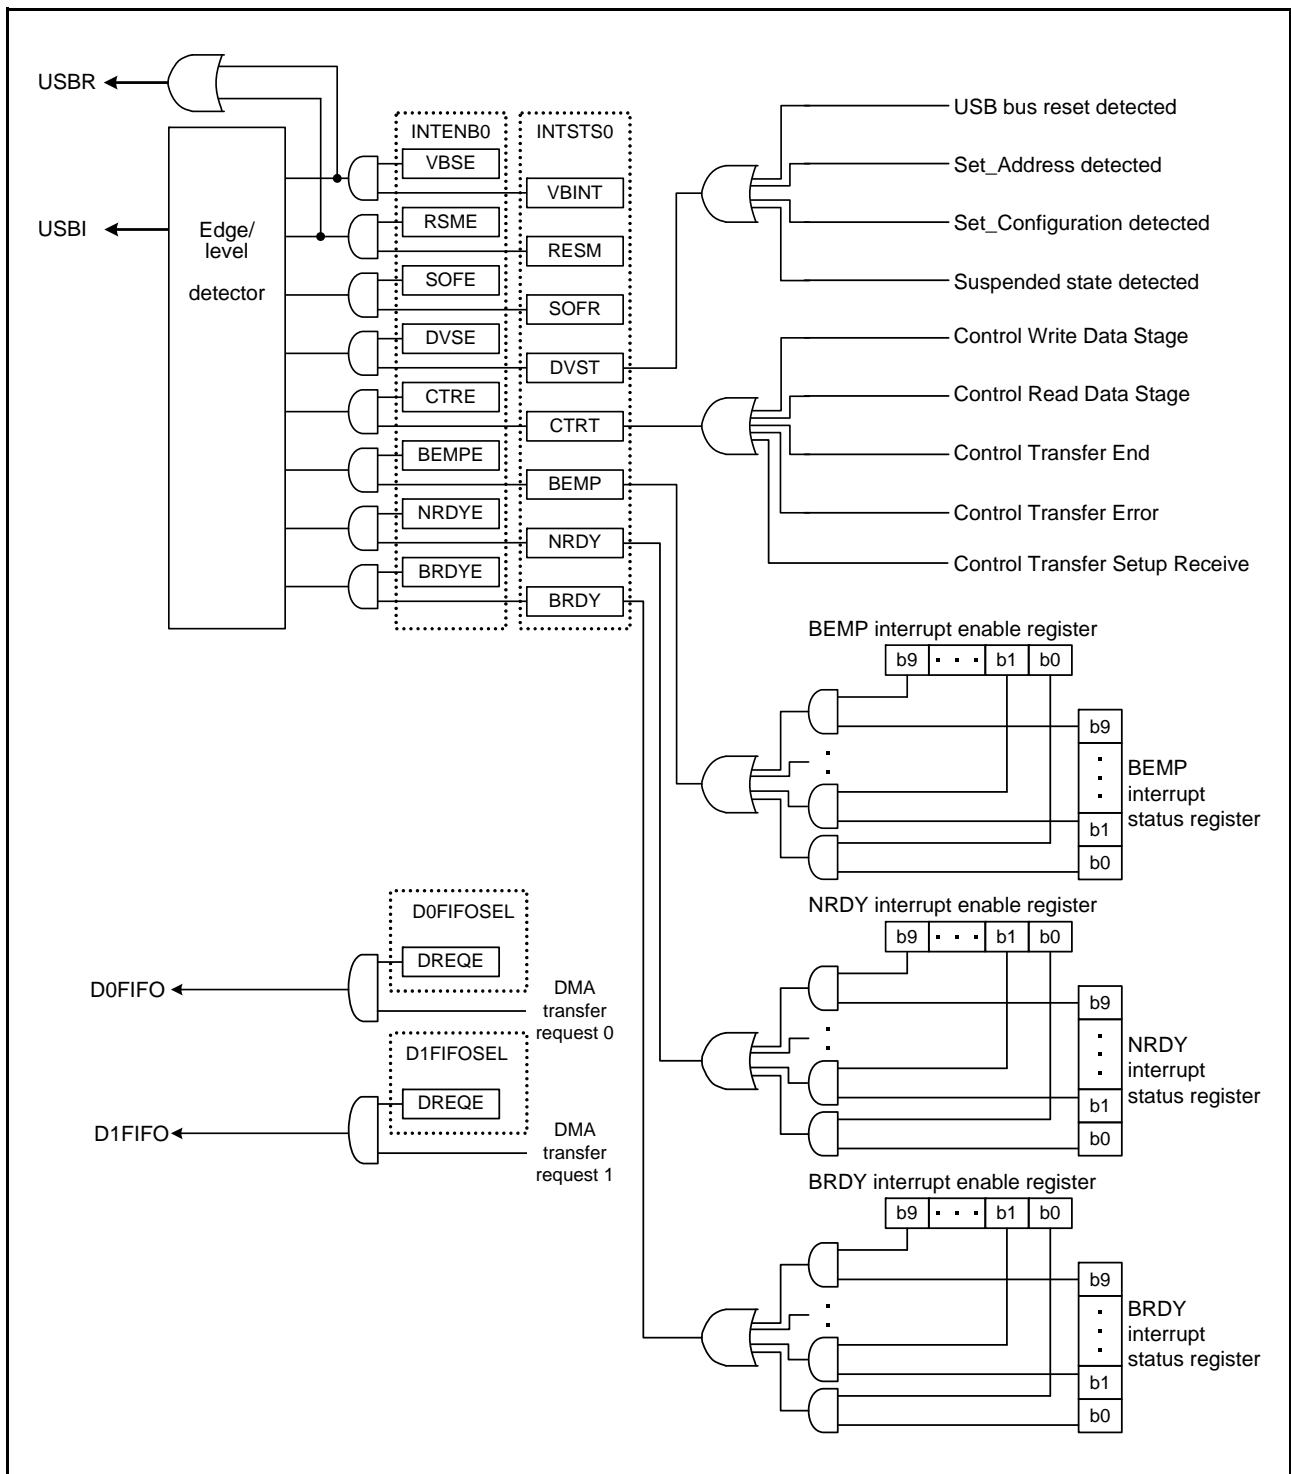 USBR
USBI
Edge/
level
detector
INTENB0
VBSE
RSME
SOFE
DVSE
CTRE
BEMPE
NRDYE
BRDYE
INTSTS0
VBINT
RESM
SOFR
DVST
CTRT
BEMP
NRDY
BRDY
USB bus reset detected
Set_Address detected
Set_Configuration detected
Suspended state detected
Control Write Data Stage
Control Read Data Stage
Control Transfer End
Control Transfer Error
Control Transfer Setup Receive
BEMP interrupt enable register
b9 · · · b1 b0
b9
b1
b0
BEMP
interrupt
status register
NRDY interrupt enable register
b9 · · · b1 b0
b9
b1
b0
NRDY
interrupt
status register
BRDY interrupt enable register
b9 · · · b1 b0
b9
b1
b0
BRDY
interrupt
status register
D0FIFOSEL
DREQE
D0FIFO
DMA
transfer
request 0
D1FIFOSEL
DREQE
D1FIFO
DMA
transfer
request 1